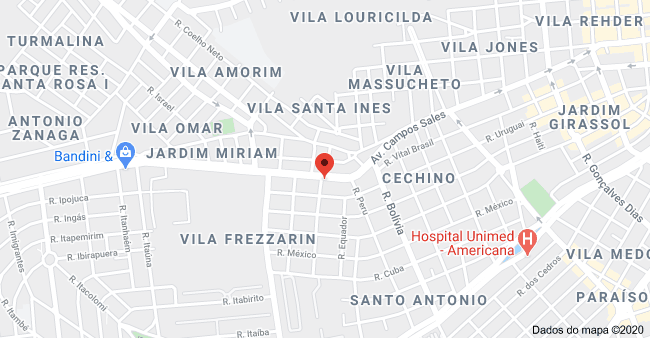 VILA LOURICILDA
VILA REHDER
TURMALINA
R. Coelho Neto
VILA JONES
PARQUE RES.
SANTA ROSA I
VILA AMORIM
VILA
MASSUCHETO
R. Israel
VILA SANTA INES
JARDIM
GIRASSOL
ANTONIO
ZANAGA
VILA OMAR
Av. Campos Sales
R. Uruguai
R. Haiti
Bandini &
JARDIM MIRIAM
R. Vital Brasil
R. Gonçalves Dias
CECHINO
R. Ipojuca
R. Ingás
R. Itapemirim
R. Ibirapuera
R. Imigrantes
R. Itanhaém
R. Itaúna
R. Peru
R. Bolívia
R. México
R. Equador
VILA FREZZARIN
Hospital Unimed
- Americana
R. México
R. Cuba
VILA MEDO
R. dos Cedros
R. Itacolomi
R. Itabirito
SANTO ANTONIO
PARAÍSO
R. Itambé
R. Itaíba
Dados do mapa ©2020